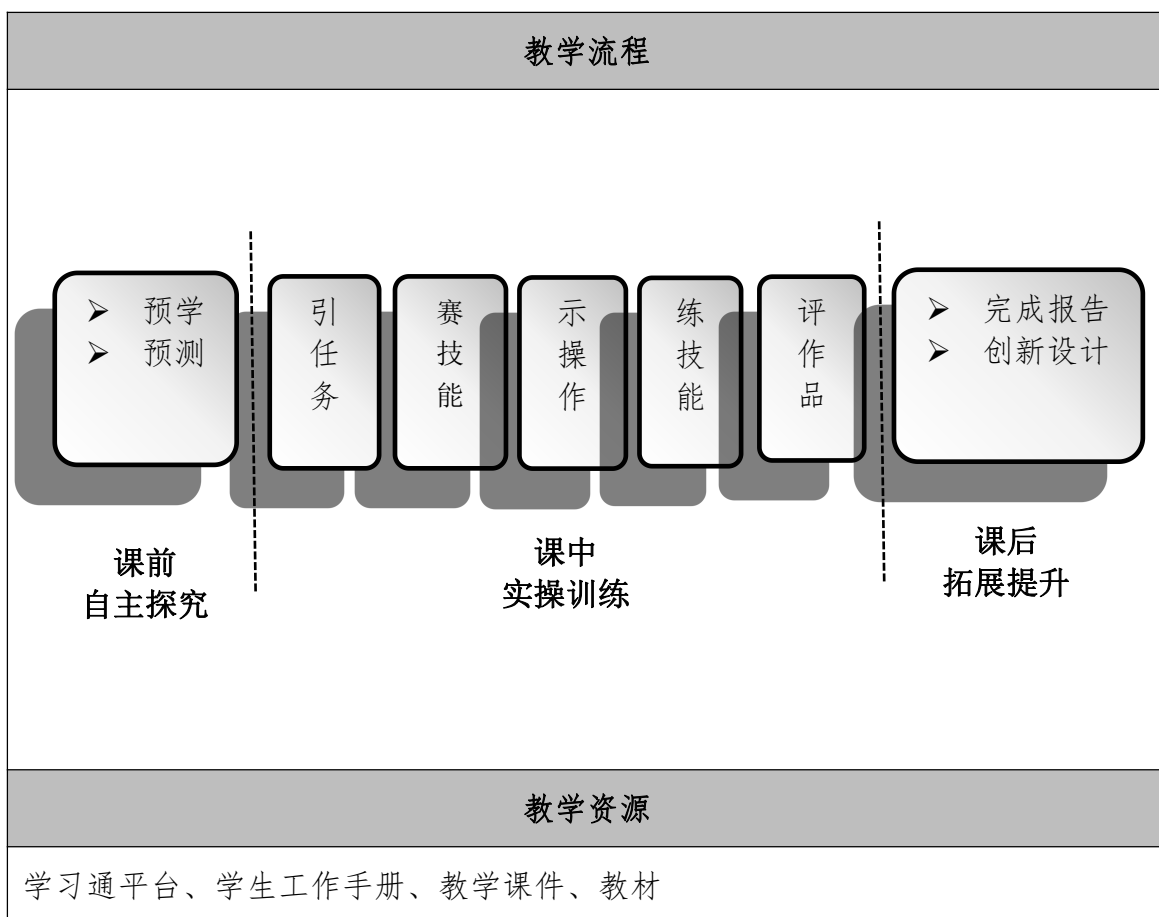 教学流程
预学
预测
引任务
赛技能
示操作
练技能
评作品
完成报告
创新设计
课前
自主探究
课中
实操训练
课后
拓展提升
教学资源
学习通平台、学生工作手册、教学课件、教材